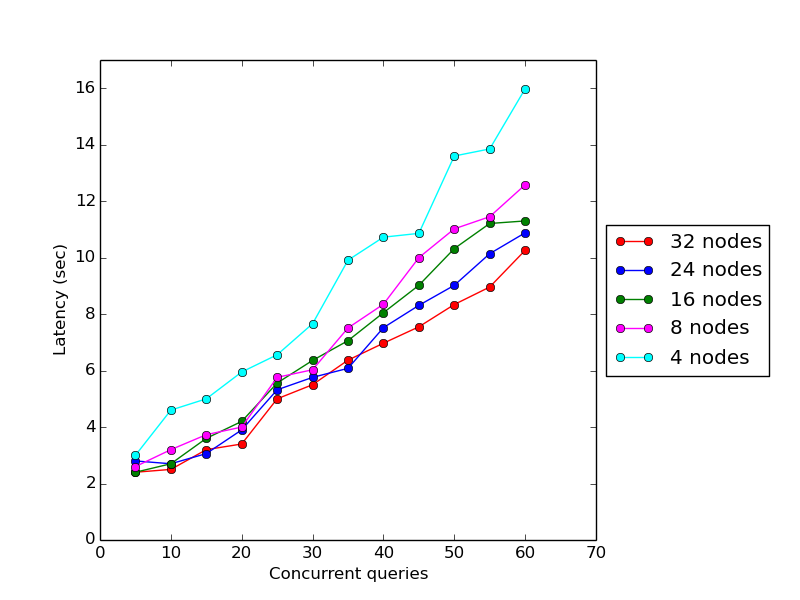 16
14
12
10
8
6
4
2
0
Latency (sec)
0 10 20 30 40 50 60 70
Concurrent queries
32 nodes
24 nodes
16 nodes
8 nodes
4 nodes